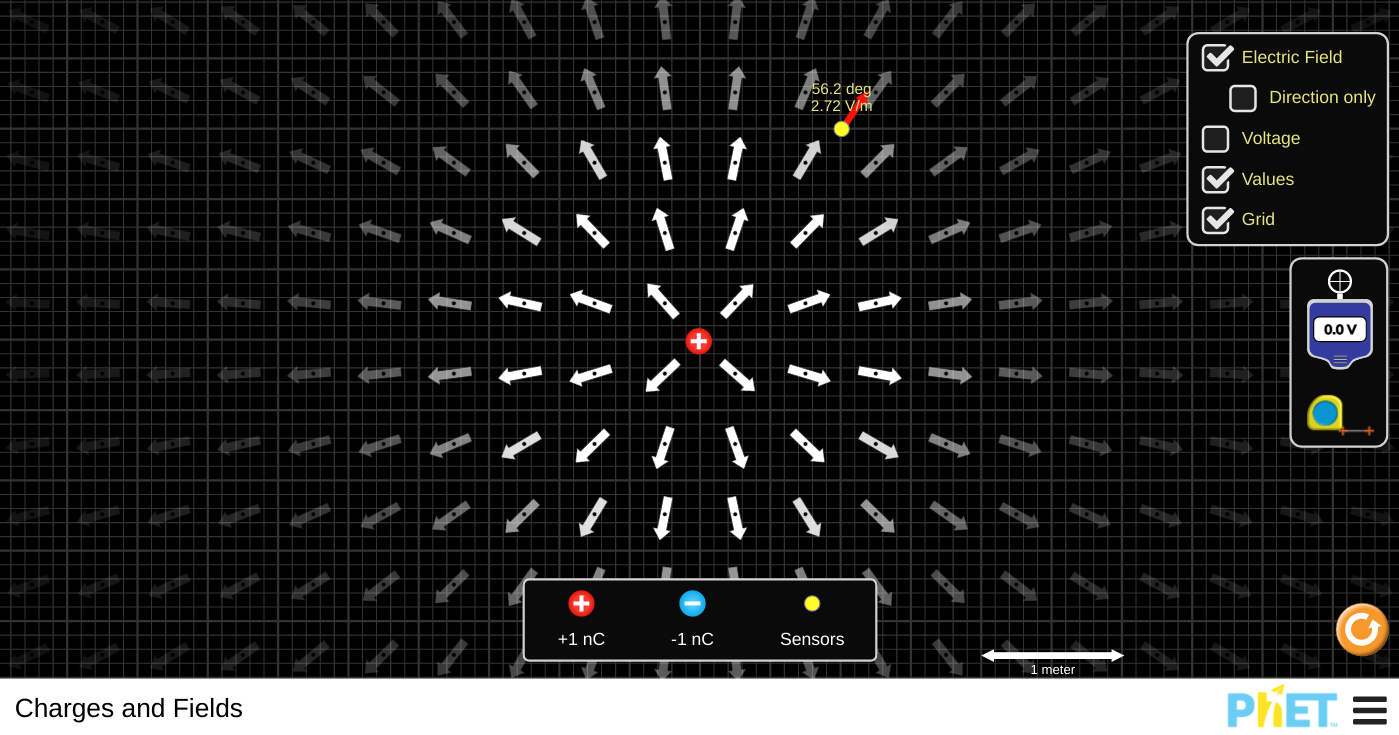 Electric Field
Direction only
Voltage
Values
Grid
56.2 deg
2.72 V/m
0.0 V
+1 nC
-1 nC
Sensors
1 meter
Charges and Fields
PhET™